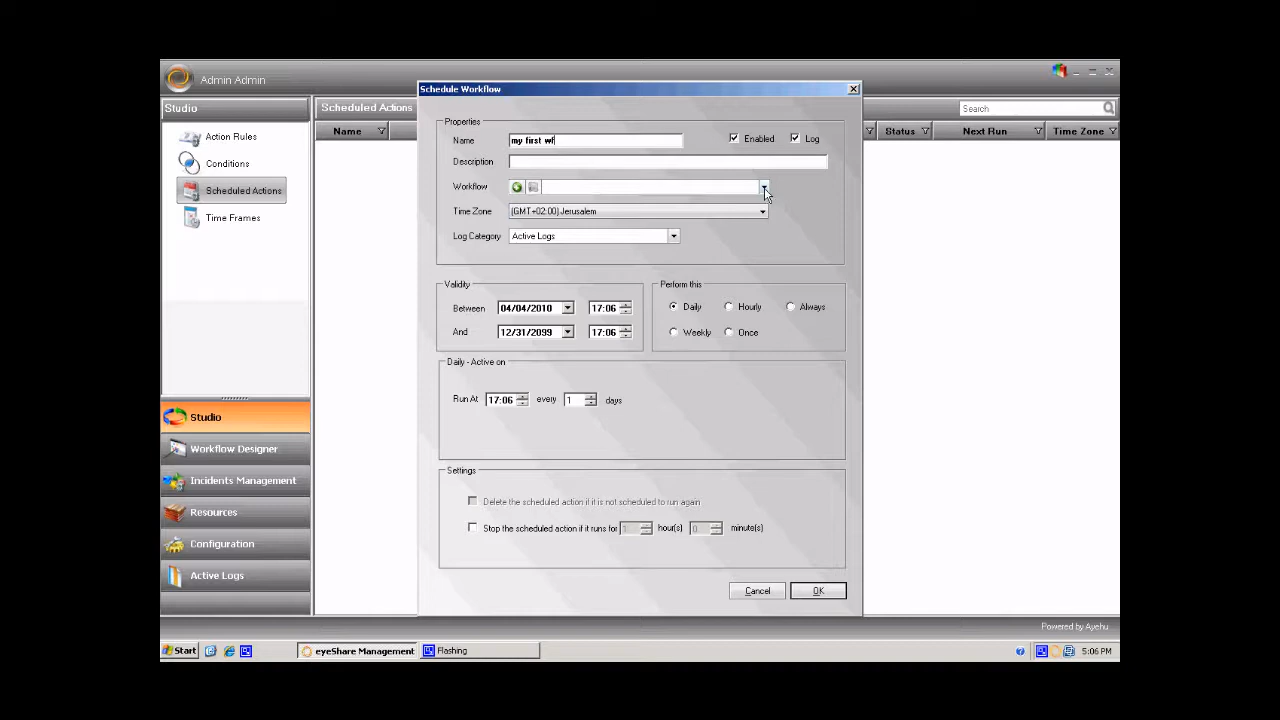 Admin Admin
Schedule Workflow
Studio
Scheduled Actions
Search
Name
Status
Next Run
Time Zone
Action Rules
Conditions
Scheduled Actions
Time Frames
Properties
Name
my first wf
Enabled
Log
Description
Workflow
Time Zone
(GMT+02:00) Jerusalem
Log Category
Active Logs
Validity
Between
04/04/2010
17:06
And
12/31/2099
17:06
Perform this
Daily
Hourly
Always
Weekly
Once
Daily - Active on
Run At
17:06
every
1
days
Settings
Delete the scheduled action if it is not scheduled to run again
Stop the scheduled action if it runs for
1
hour(s)
0
minute(s)
Cancel
OK
Studio
Workflow Designer
Incidents Management
Resources
Configuration
Active Logs
Powered by Ayehu
Start
eyeShare Management
Flashing
5:06 PM